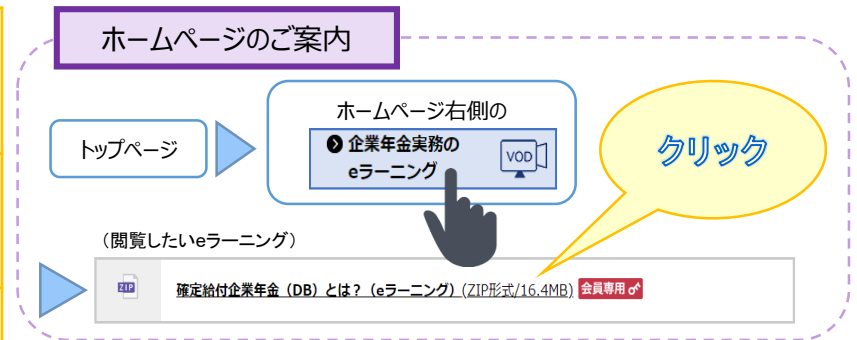 ホームページのご案内
トップページ
ホームページ右側の
企業年金実務の
eラーニング
VOD
クリック
（閲覧したいeラーニング）
ZIP
確定給付企業年金（DB）とは？（eラーニング）(ZIP形式/16.4MB) 会員専用